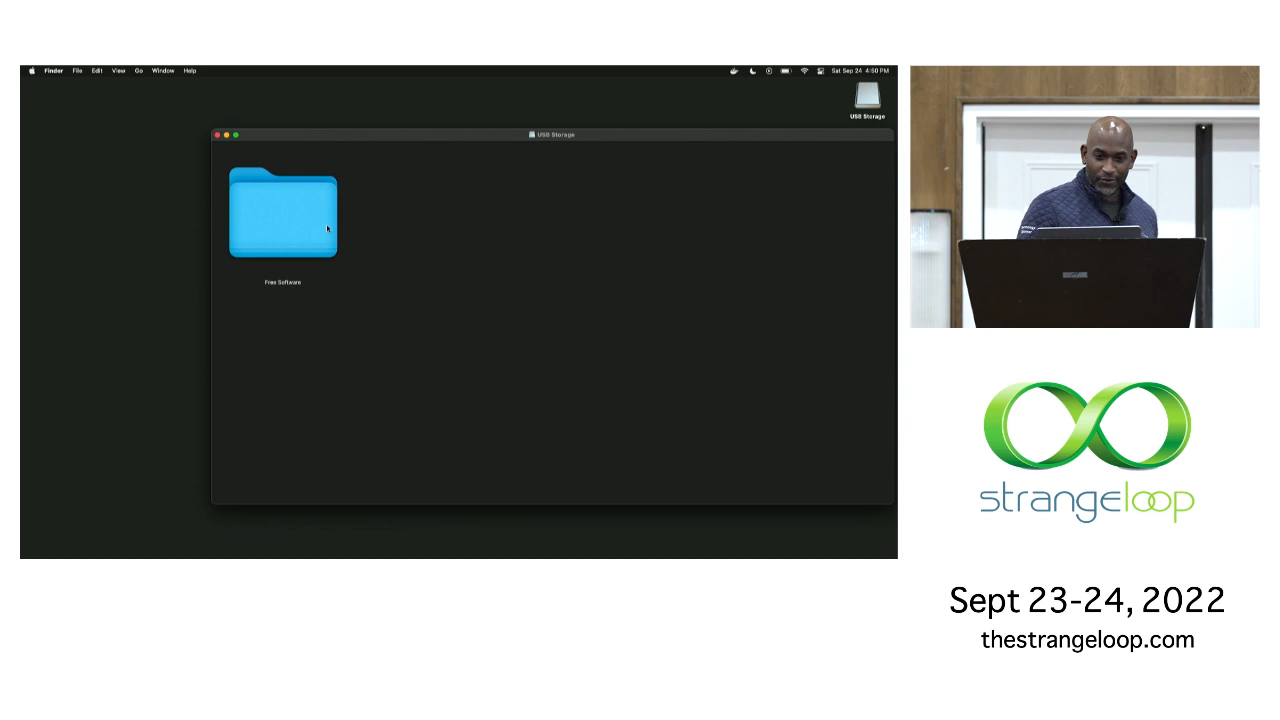 Finder File Edit View Go Window Help
Sat Sep 24 4:50 PM
USB Storage
USB Storage
Free Software
strangeloop
Sept 23-24, 2022
thestrangeloop.com